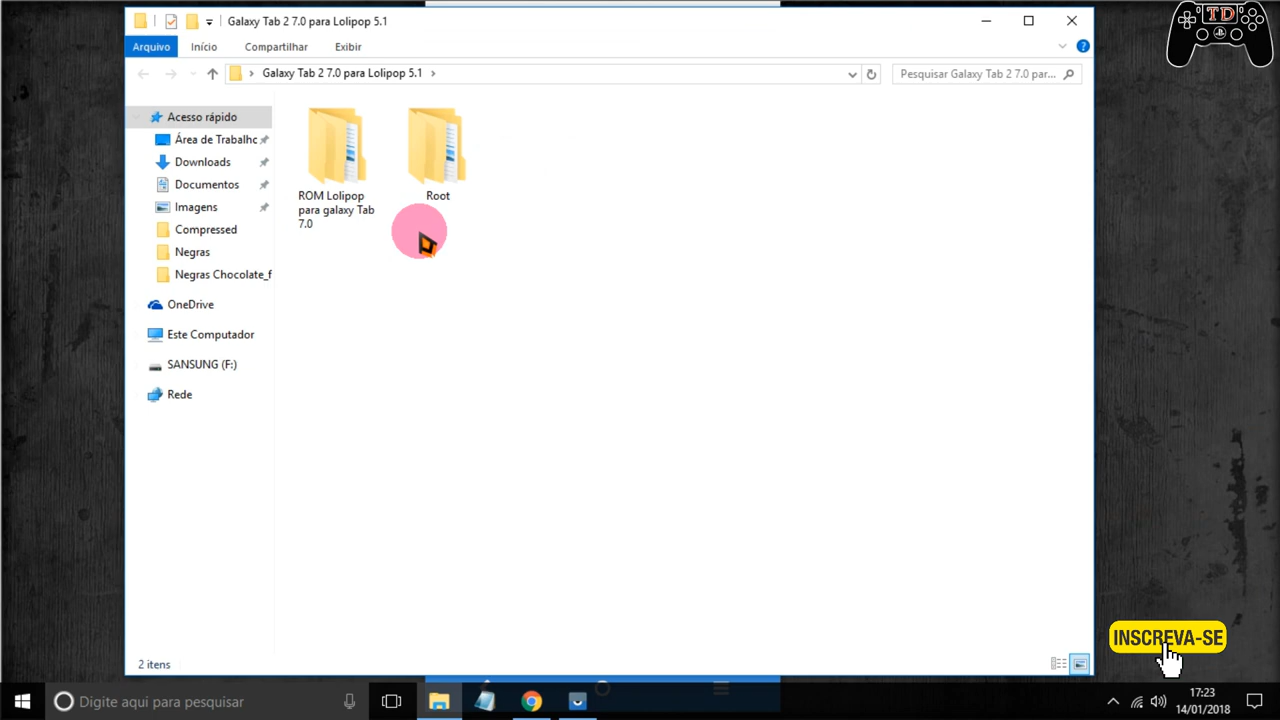 Galaxy Tab 2 7.0 para Lolipop 5.1
Arquivo Início Compartilhar Exibir
Galaxy Tab 2 7.0 para Lolipop 5.1
Pesquisar Galaxy Tab 2 7.0 par...
TD
Acesso rápido
Área de Trabalhc
Downloads
Documentos
Imagens
Compressed
Negras
Negras Chocolate_f
OneDrive
Este Computador
SANSUNG (F:)
Rede
ROM Lolipop
para galaxy Tab
7.0
Root
2 itens
INSCREVA-SE
Digite aqui para pesquisar
17:23
14/01/2018